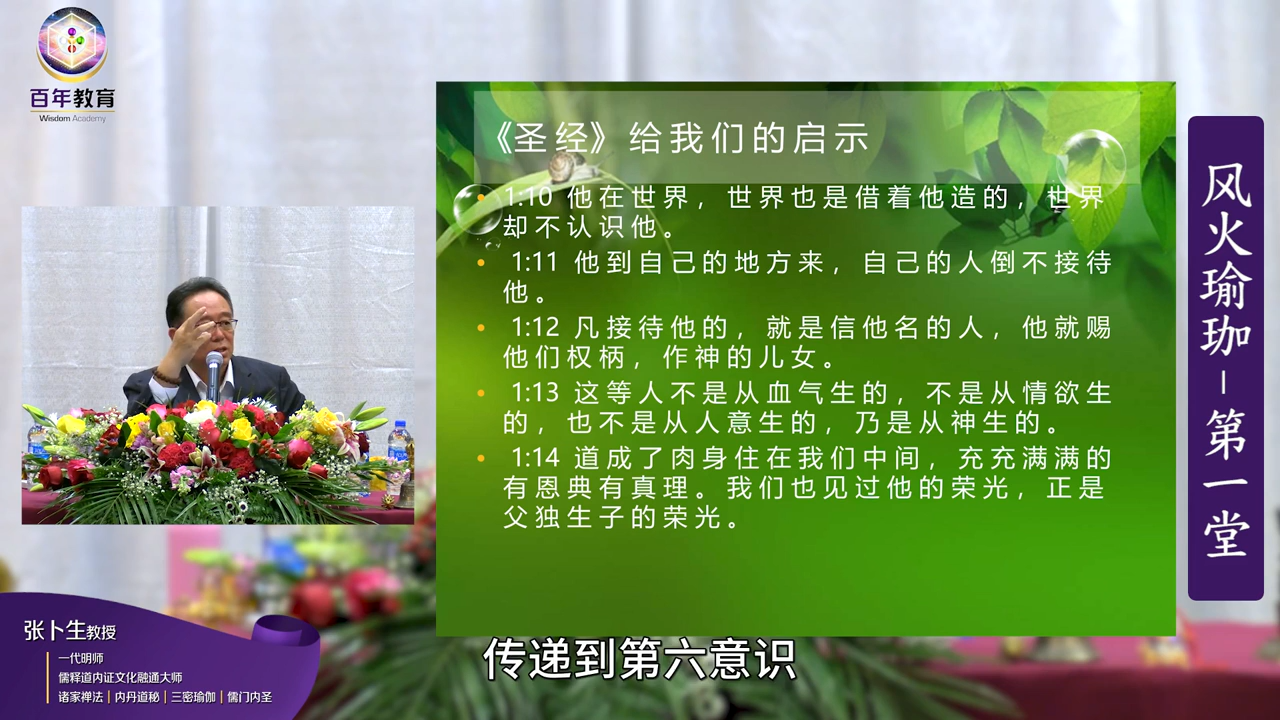 百年教育
Wisdom Academy
《圣经》给我们的启示
1:10 他在世界，世界也是借着他造的，世界
却不认识他。
1:11 他到自己的地方来，自己的人倒不接待
他。
1:12 凡接待他的，就是信他名的人，他就赐
他们权柄，作神的儿女。
1:13 这等人不是从血气生的，不是从情欲生
的，也不是从人意生的，乃是从神生的。
1:14 道成了肉身住在我们中间，充充满满的
有恩典有真理。我们也见过他的荣光，正是
父独生子的荣光。
风火瑜珈-第一堂
张卜生教授
一代明师
儒释道内证文化融通大师
诸家禅法|内丹道秘|三密瑜伽|儒门内圣
传递到第六意识